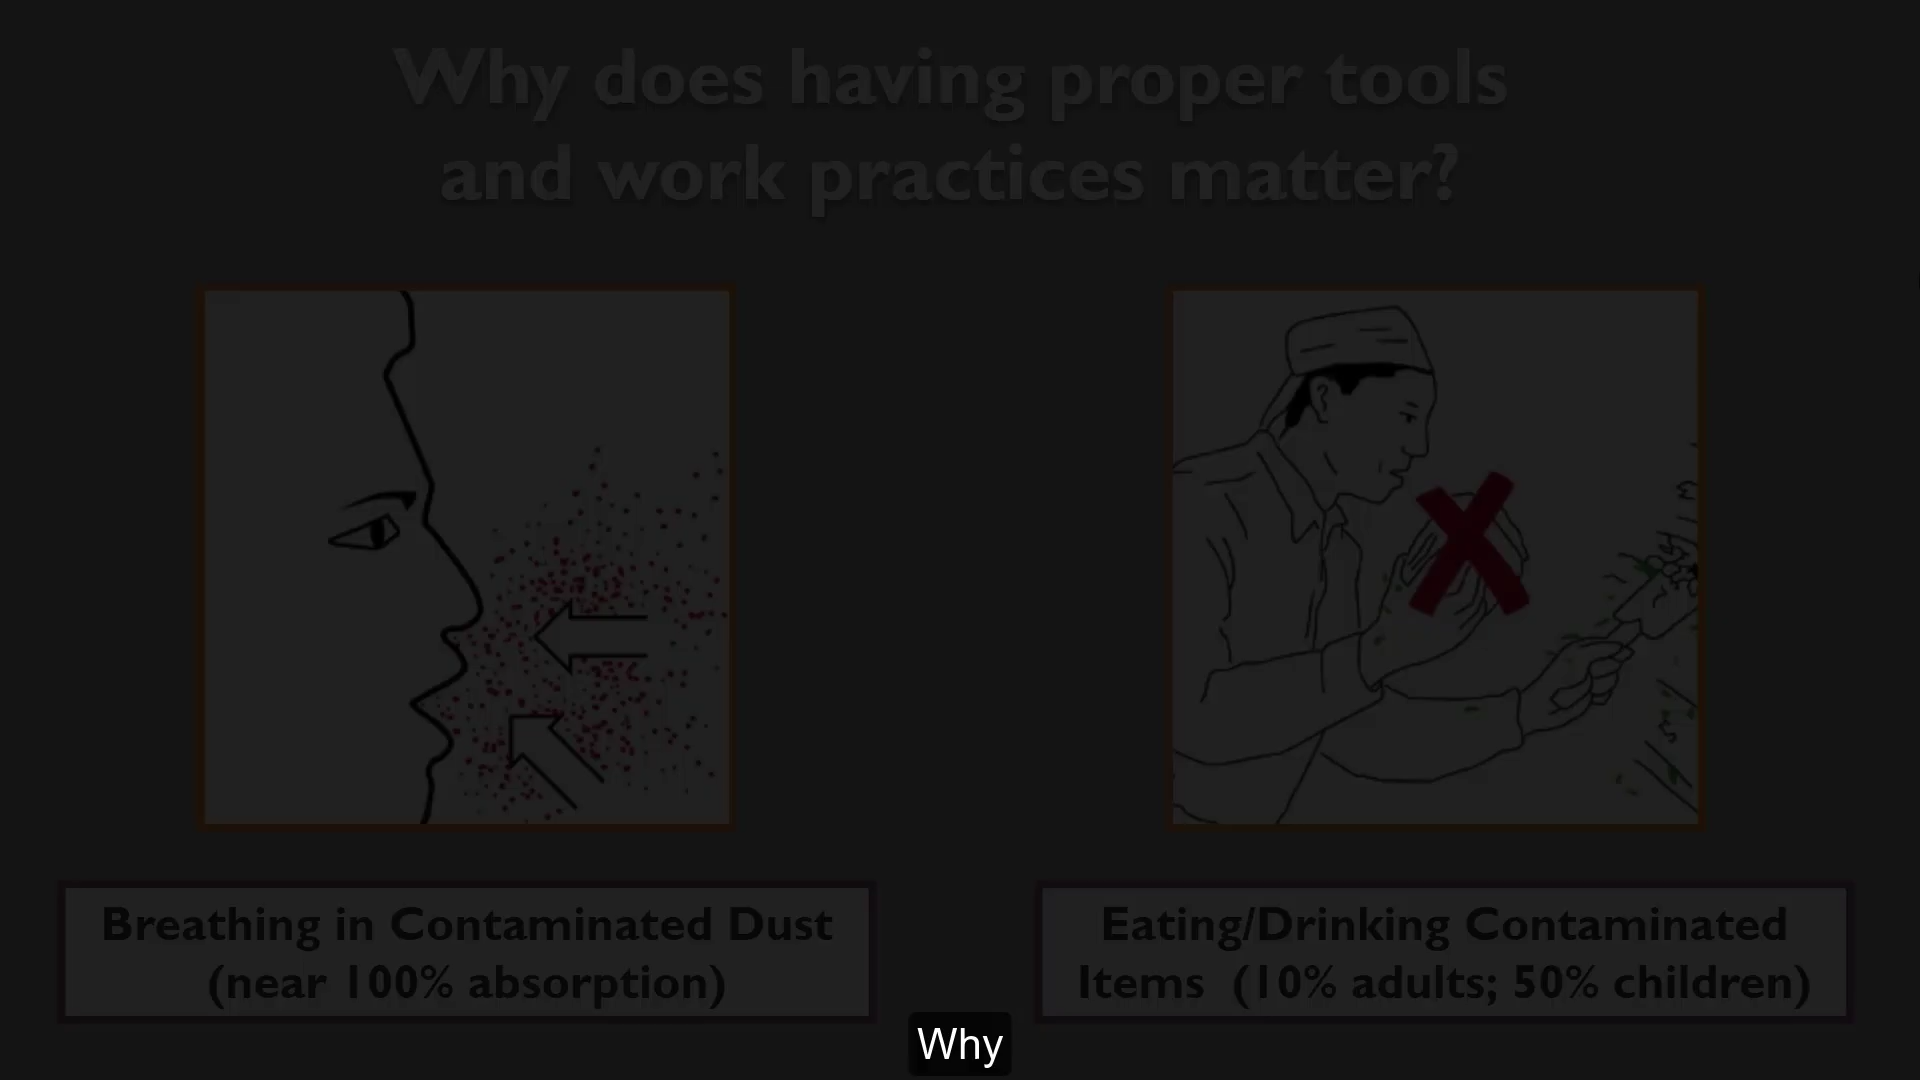 Why does having proper tools
and work practices matter?
Breathing in Contaminated Dust
(near 100% absorption)
Eating/Drinking Contaminated
Items (10% adults; 50% children)
Why